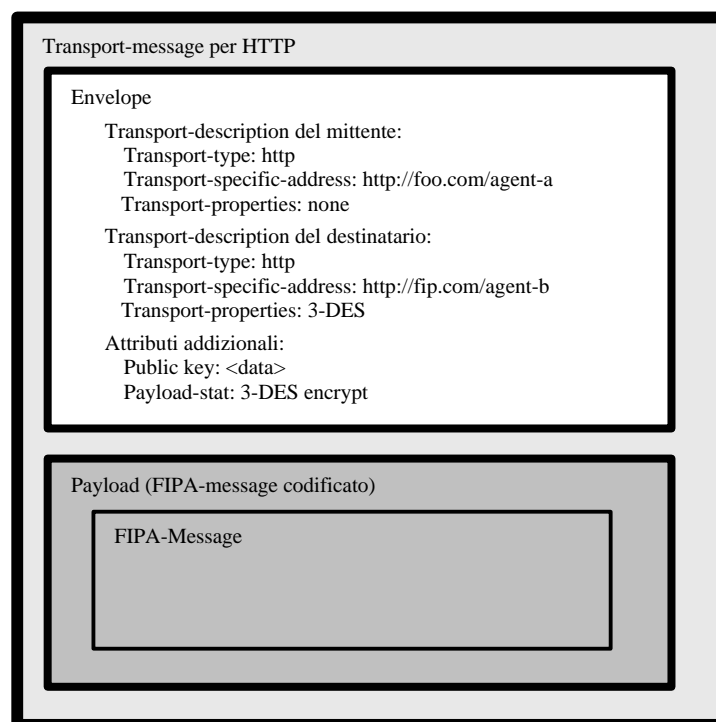 Transport-message per HTTP
Envelope
Transport-description del mittente:
Transport-type: http
Transport-specific-address: http://foo.com/agent-a
Transport-properties: none
Transport-description del destinatario:
Transport-type: http
Transport-specific-address: http://fip.com/agent-b
Transport-properties: 3-DES
Attributi addizionali:
Public key: <data>
Payload-stat: 3-DES encrypt
Payload (FIPA-message codificato)
FIPA-Message